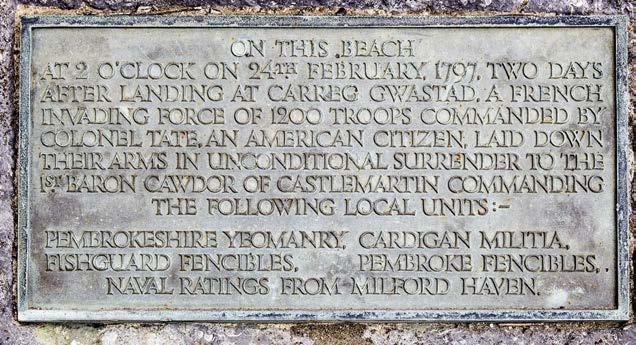 ON THIS BEACH
AT 2 O'CLOCK ON 24TH FEBRUARY, 1797, TWO DAYS
AFTER LANDING AT CARREG GWASTAD, A FRENCH
INVADING FORCE OF 1200 TROOPS COMMANDED BY
COLONEL TATE, AN AMERICAN CITIZEN, LAID DOWN
THEIR ARMS IN UNCONDITIONAL SURRENDER TO THE
1ST BARON CAWDOR OF CASTLEMARTIN COMMANDING
THE FOLLOWING LOCAL UNITS:-
PEMBROKESHIRE YEOMANRY, CARDIGAN MILITIA,
FISHGUARD FENCIBLES, PEMBROKE FENCIBLES,
NAVAL RATINGS FROM MILFORD HAVEN.